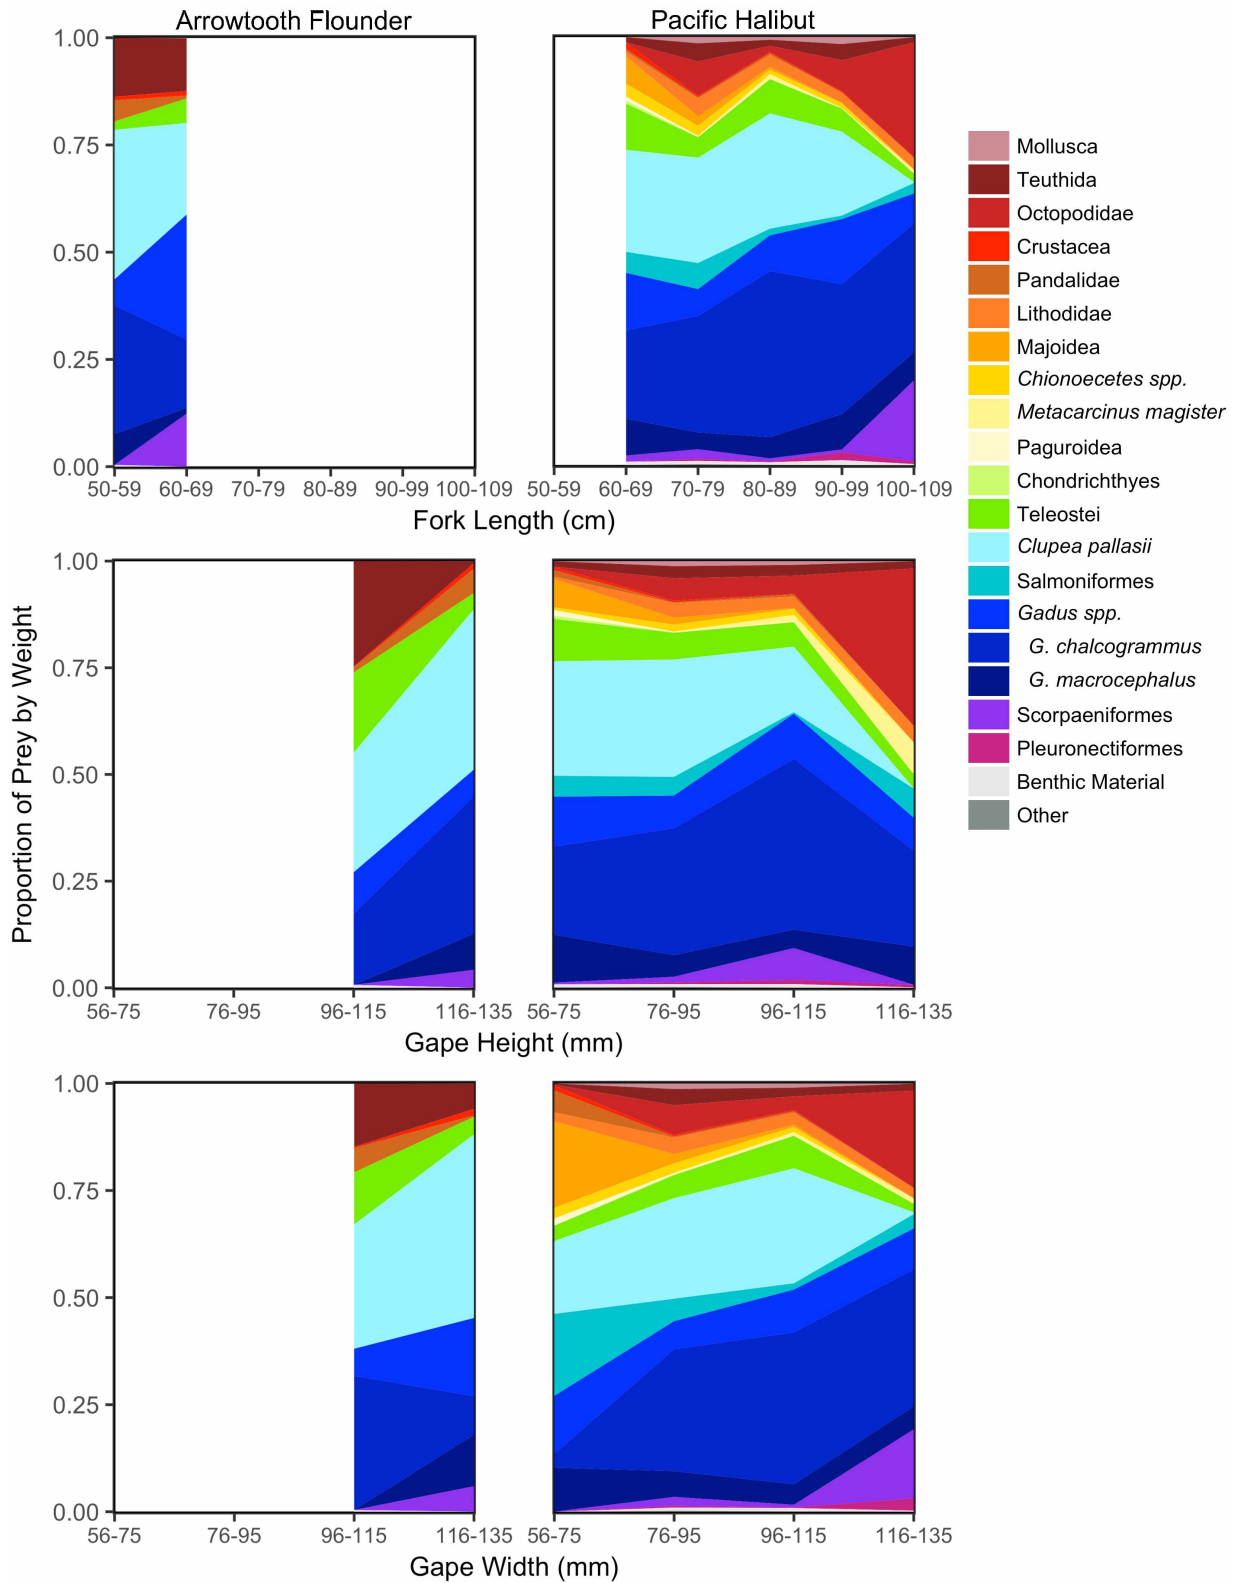 Arrowtooth Flounder
Pacific Halibut
1.00
0.75
0.50
0.25
0.00
50-59 60-69 70-79 80-89 90-99 100-109
50-59 60-69 70-79 80-89 90-99 100-109
Fork Length (cm)
1.00
0.75
0.50
0.25
0.00
56-75 76-95 96-115 116-135
56-75 76-95 96-115 116-135
Gape Height (mm)
1.00
0.75
0.50
0.25
0.00
56-75 76-95 96-115 116-135
56-75 76-95 96-115 116-135
Gape Width (mm)
Proportion of Prey by Weight
Mollusca
Teuthida
Octopodidae
Crustacea
Pandalidae
Lithodidae
Majoidea
Chionoecetes spp.
Metacarcinus magister
Paguroidea
Chondrichthyes
Teleostei
Clupea pallasii
Salmoniformes
Gadus spp.
G. chalcogrammus
G. macrocephalus
Scorpaeniformes
Pleuronectiformes
Benthic Material
Other